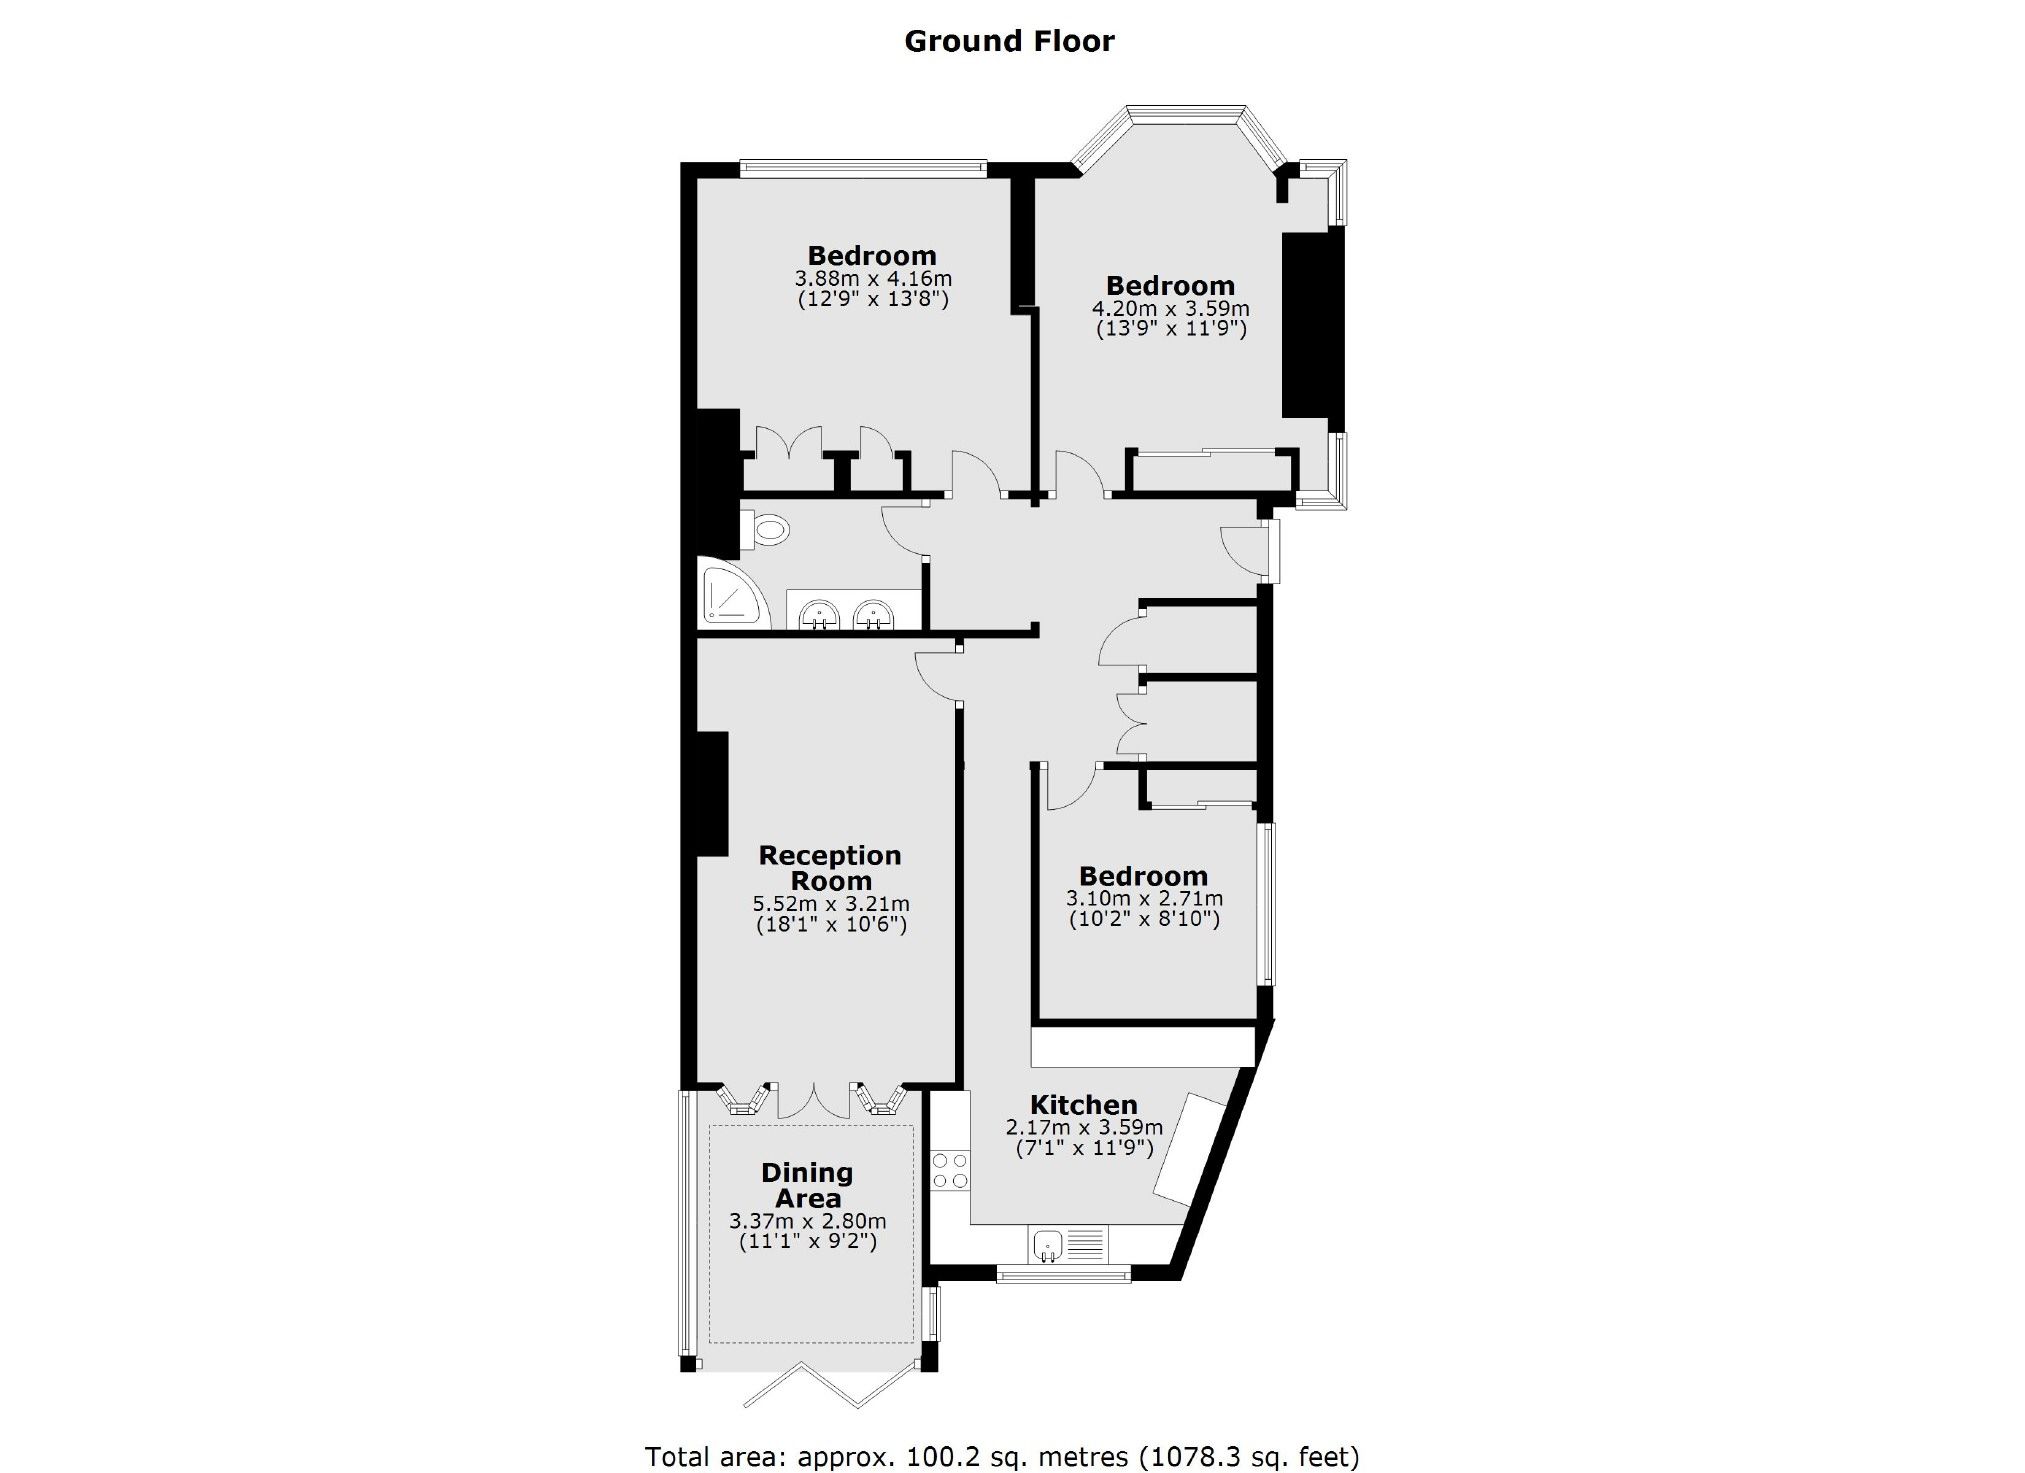 Ground Floor
Bedroom
3.88m x 4.16m
(12'9" x 13'8")
Bedroom
4.20m x 3.59m
(13'9" x 11'9")
Reception
Room
5.52m x 3.21m
(18'1" x 10'6")
Bedroom
3.10m x 2.71m
(10'2" x 8'10")
Kitchen
2.17m x 3.59m
(7'1" x 11'9")
Dining
Area
3.37m x 2.80m
(11'1" x 9'2")
Total area: approx. 100.2 sq. metres (1078.3 sq. feet)